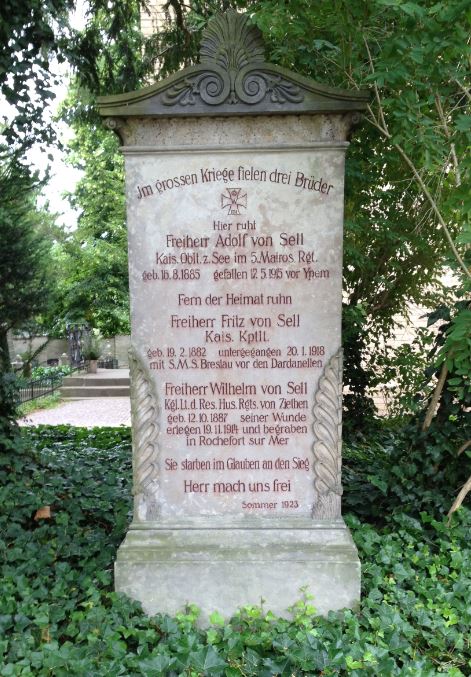 Im grossen Kriege fielen drei Brüder
Hier ruht
Freiherr Adolf von Sell
Kais. Obll. z. See im 5. Mairos. Rgt.
geb. 16. 8. 1885 gefallen 12. 5. 1915 vor Ypern
Fern der Heimat ruhn
Freiherr Fritz von Sell
Kais. Kptlt.
geb. 19. 2. 1882 untergegangen 20. 1. 1918
mit S.M.S. Breslau vor den Dardanellen
Freiherr Wilhelm von Sell
Kgl. Lt. d. Res. Hus. Rgts. von Ziethen
geb. 12. 10. 1887 seiner Wunde
erlegen 19. 11. 1914 und begraben
in Rochefort sur Mer
Sie starben im Glauben an den Sieg
Herr mach uns frei
Sommer 1923